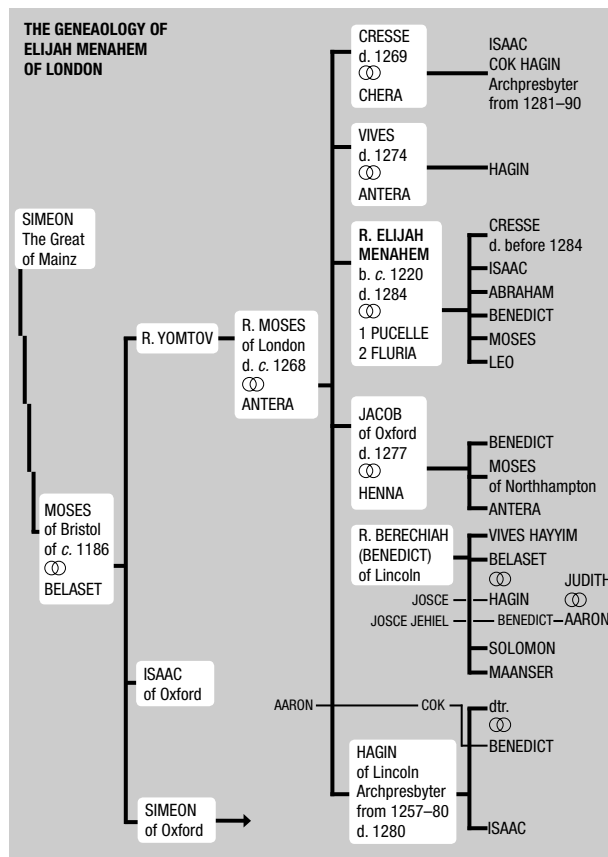 THE GENEAOLOGY OF
ELIJAH MENAHEM
OF LONDON
SIMEON
The Great
of Mainz
MOSES
of Bristol
of c. 1186
BELASET
R. YOMTOV
ISAAC
of Oxford
SIMEON
of Oxford
R. MOSES
of London
d. c. 1268
ANTERA
CRESSE
d. 1269
CHERA
ISAAC
COK HAGIN
Archpresbyter
from 1281–90
VIVES
d. 1274
ANTERA
HAGIN
R. ELIJAH
MENAHEM
b. c. 1220
d. 1284
1 PUCELLE
2 FLURIA
CRESSE
d. before 1284
ISAAC
ABRAHAM
BENEDICT
MOSES
LEO
JACOB
of Oxford
d. 1277
HENNA
BENEDICT
MOSES
of Northhampton
ANTERA
R. BERECHIAH
(BENEDICT)
of Lincoln
VIVES HAYYIM
BELASET
JUDITH
JOSCE
HAGIN
JOSCE JEHIEL
BENEDICT
AARON
SOLOMON
MAANSER
AARON
COK
dtr.
BENEDICT
HAGIN
of Lincoln
Archpresbyter
from 1257–80
d. 1280
ISAAC